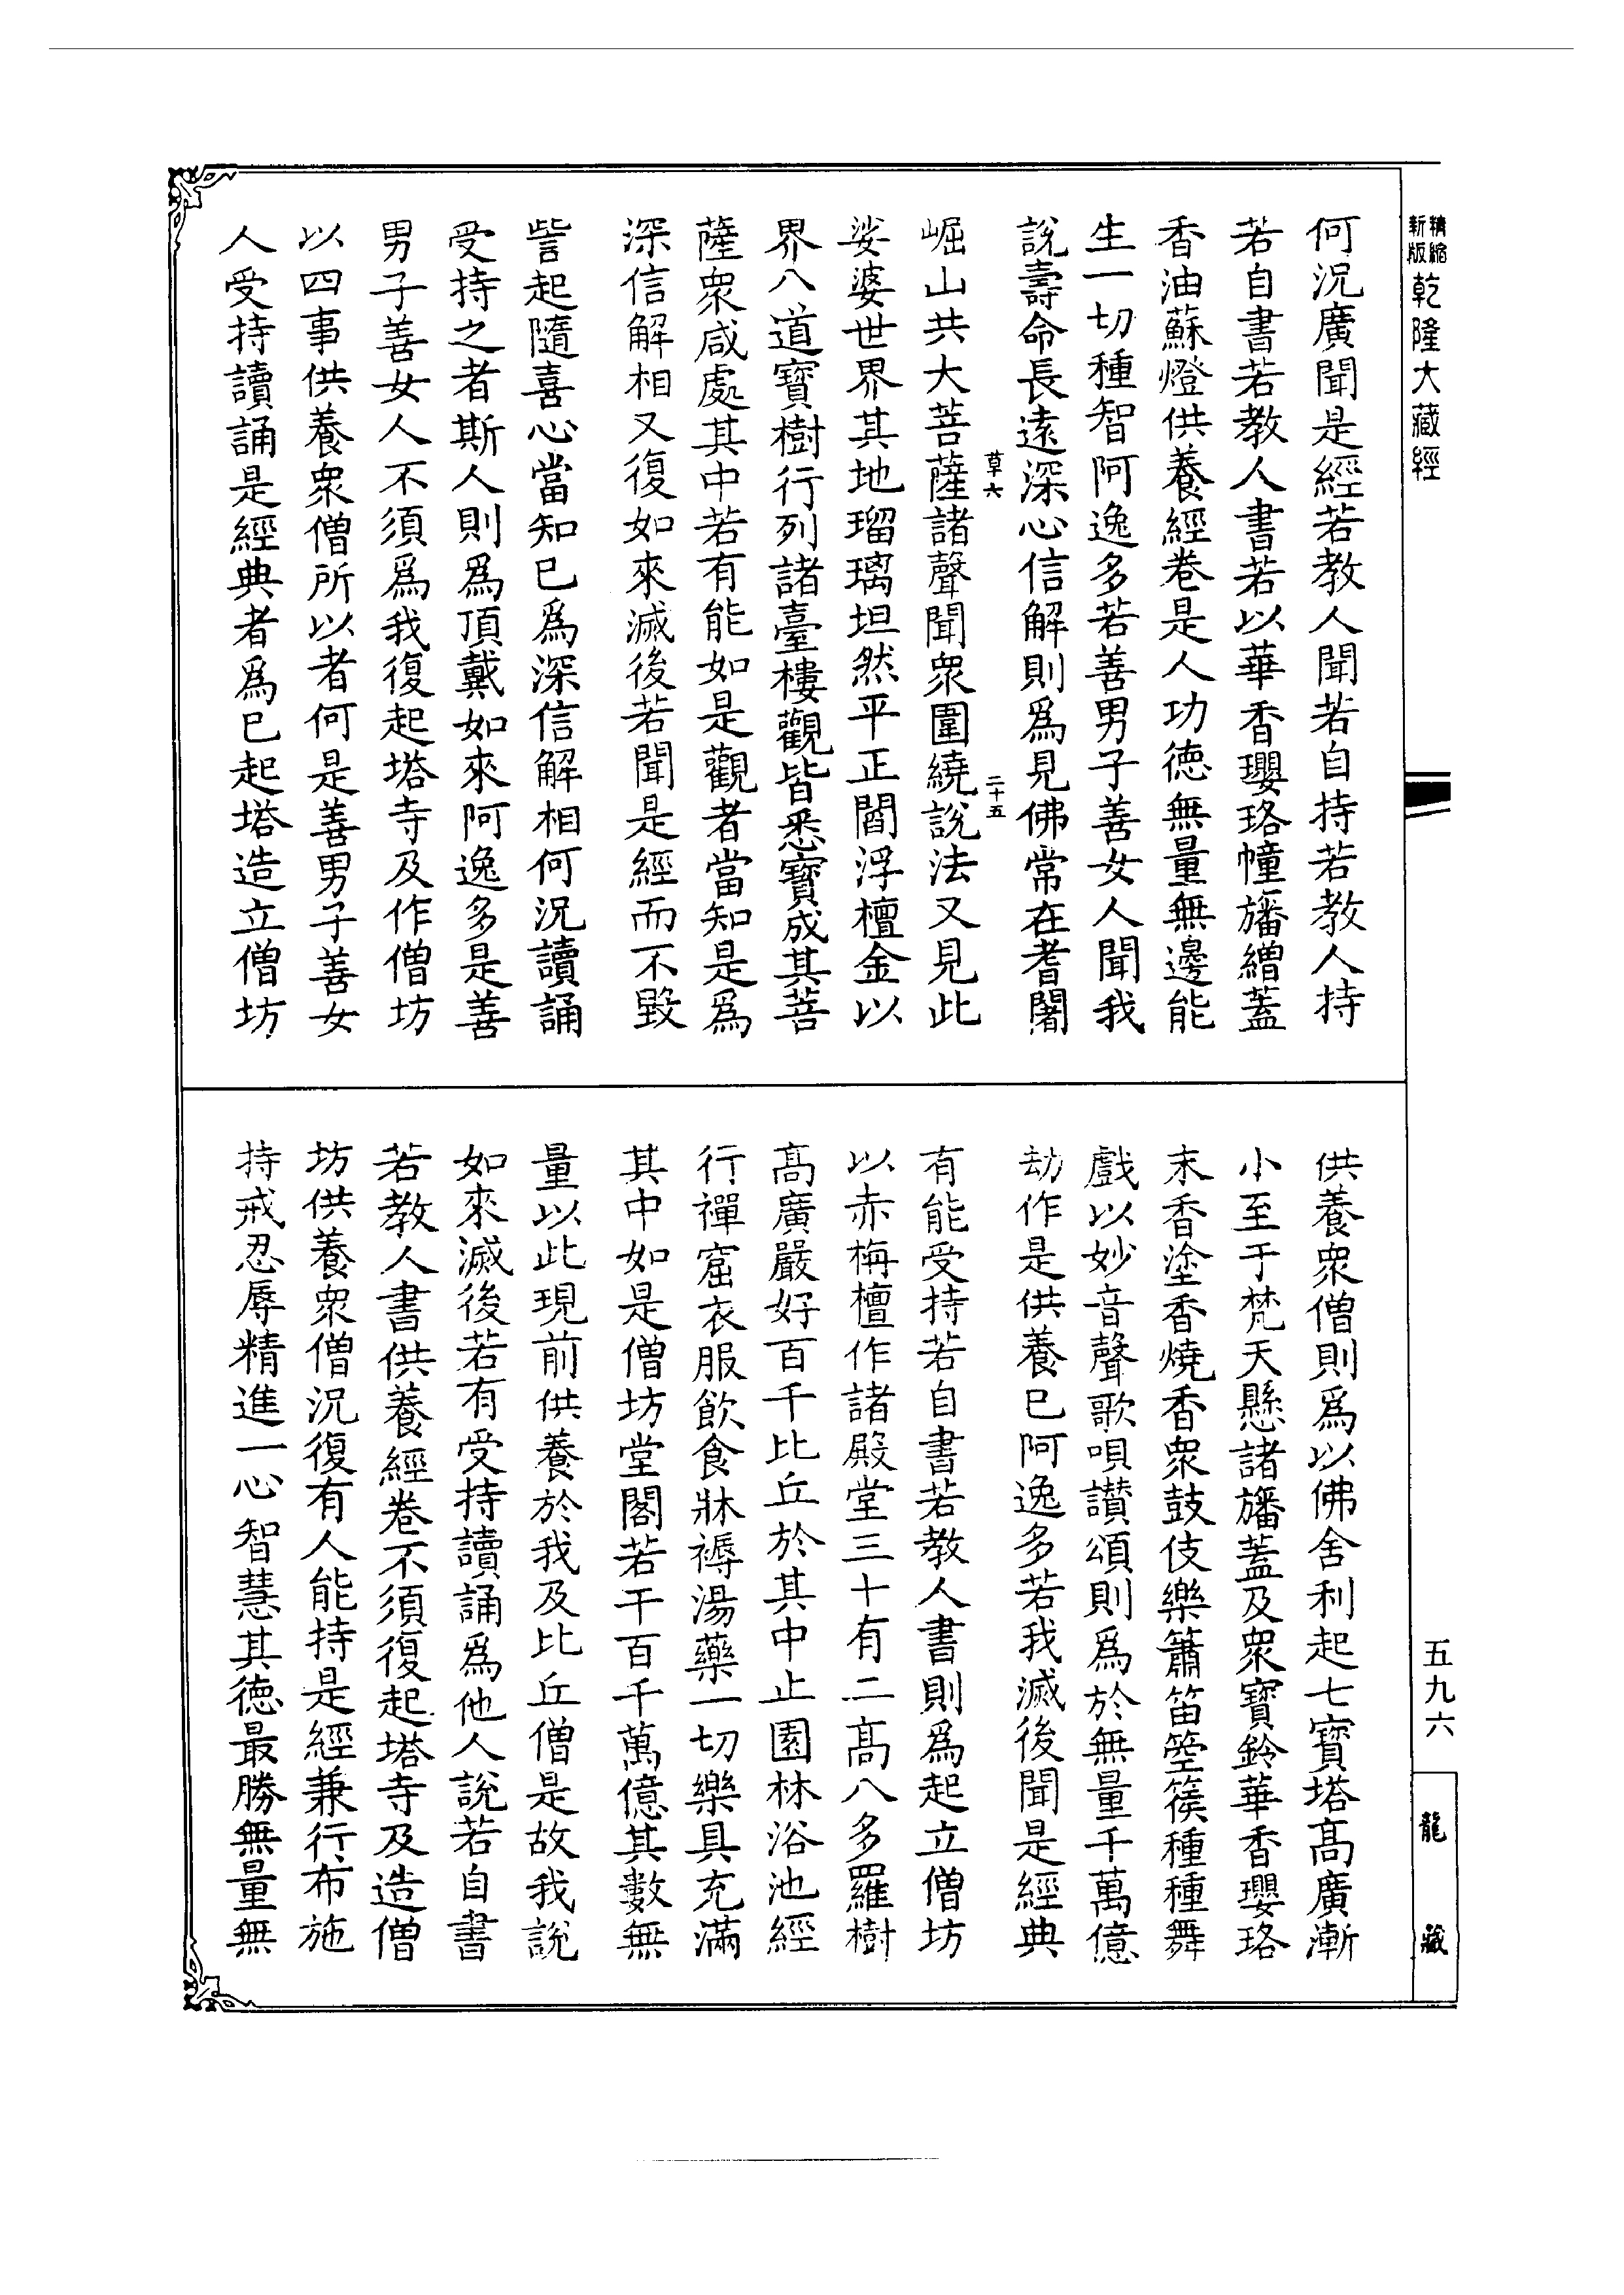 精縮新版乾隆大藏經
何況廣聞是經若教人聞若自持若教人持
若自書若教人書若以華香瓔珞幢旛繒蓋
香油蘇燈供養經卷是人功德無量無邊能
生一切種智阿逸多若善男子善女人聞我
說壽命長遠深心信解則爲見佛常在耆闍
草六
二十五
崛山共大菩薩諸聲聞衆圍繞說法又見此
娑婆世界其地瑠璃坦然平正閻浮檀金以
界八道寶樹行列諸臺樓觀皆悉寶成其菩
薩衆咸處其中若有能如是觀者當知是爲
深信解相又復如來滅後若聞是經而不毀
訾起隨喜心當知已爲深信解相何況讀誦
受持之者斯人則爲頂戴如來阿逸多是善
男子善女人不須爲我復起塔寺及作僧坊
以四事供養衆僧所以者何是善男子善女
人受持讀誦是經典者爲已起塔造立僧坊
供養衆僧則爲以佛舍利起七寶塔高廣漸
小至于梵天懸諸旛蓋及衆寶鈴華香瓔珞
末香塗香燒香衆鼓伎樂簫笛箜篌種種舞
戲以妙音聲歌唄讃頌則爲於無量千萬億
劫作是供養已阿逸多若我滅後聞是經典
有能受持若自書若教人書則爲起立僧坊
以赤栴檀作諸殿堂三十有二高八多羅樹
高廣嚴好百千比丘於其中止園林浴池經
行禪窟衣服飲食牀褥湯藥一切樂具充滿
其中如是僧坊堂閣若干百千萬億其數無
量以此現前供養於我及比丘僧是故我說
如來滅後若有受持讀誦爲他人說若自書
若教人書供養經卷不須復起塔寺及造僧
坊供養衆僧況復有人能持是經兼行布施
持戒忍辱精進一心智慧其德最勝無量無
五九六
龍藏